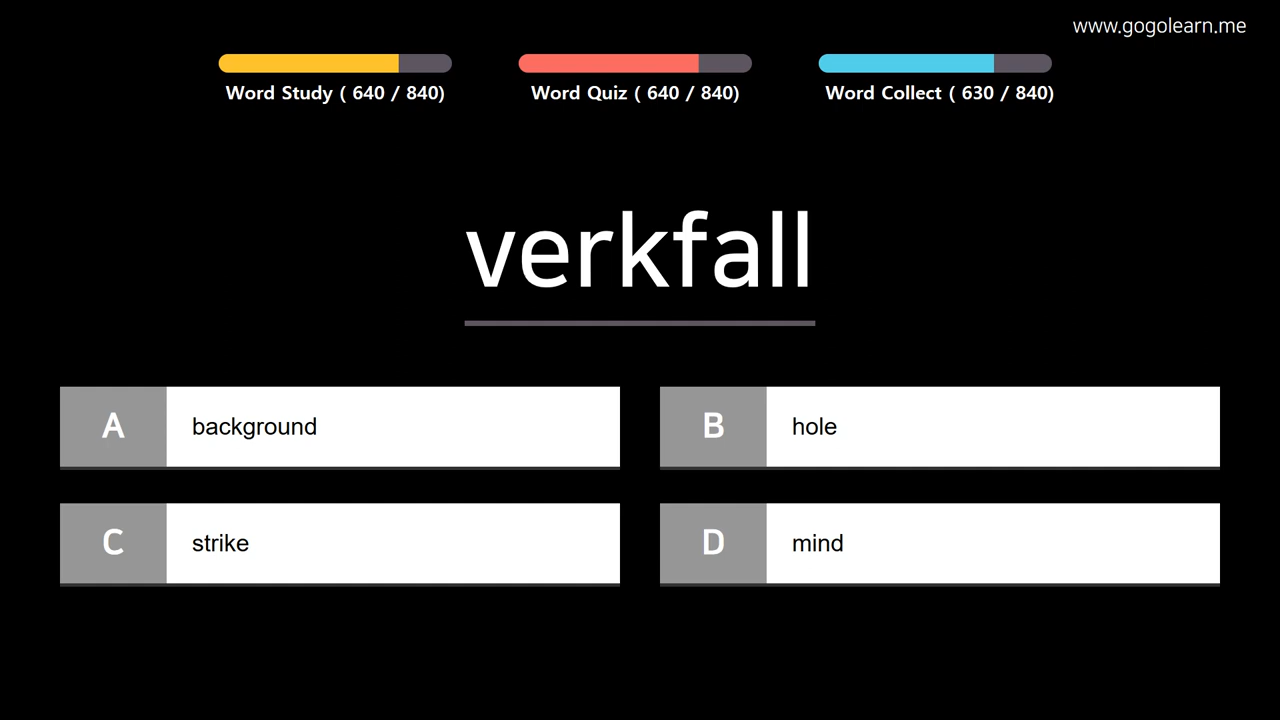 www.gogolearn.me
Word Study ( 640 / 840)
Word Quiz ( 640 / 840)
Word Collect ( 630 / 840)
verkfall
A background
B hole
C strike
D mind